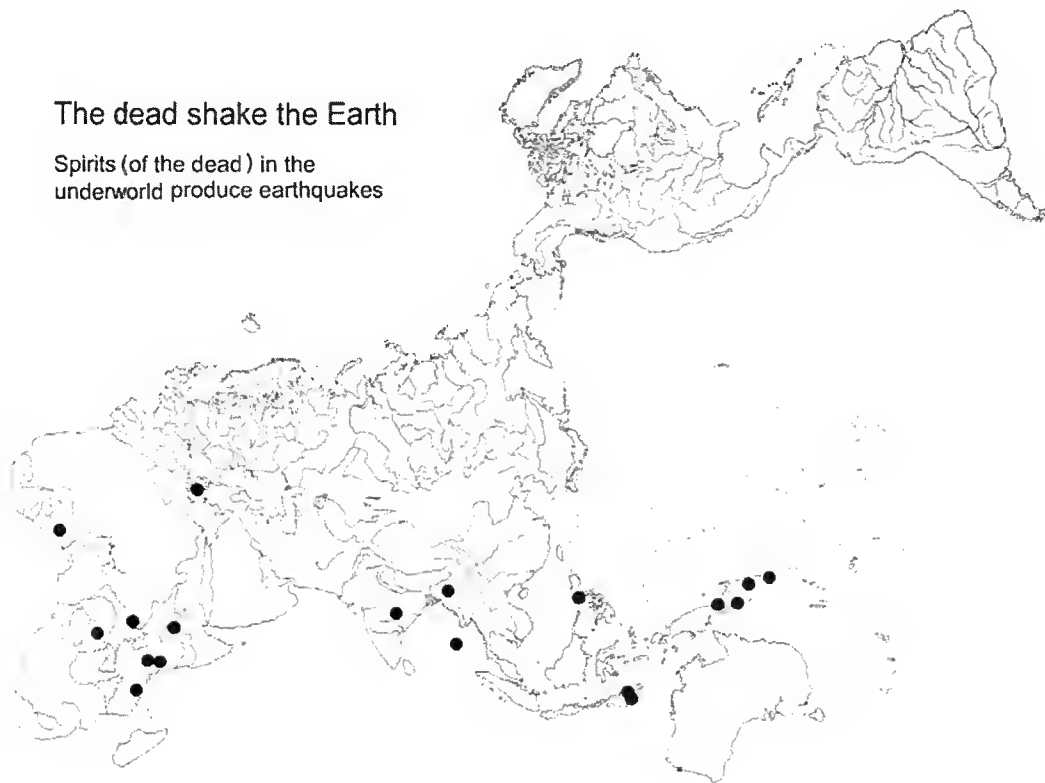 The dead shake the Earth
Spirits (of the dead) in the
underworld produce earthquakes